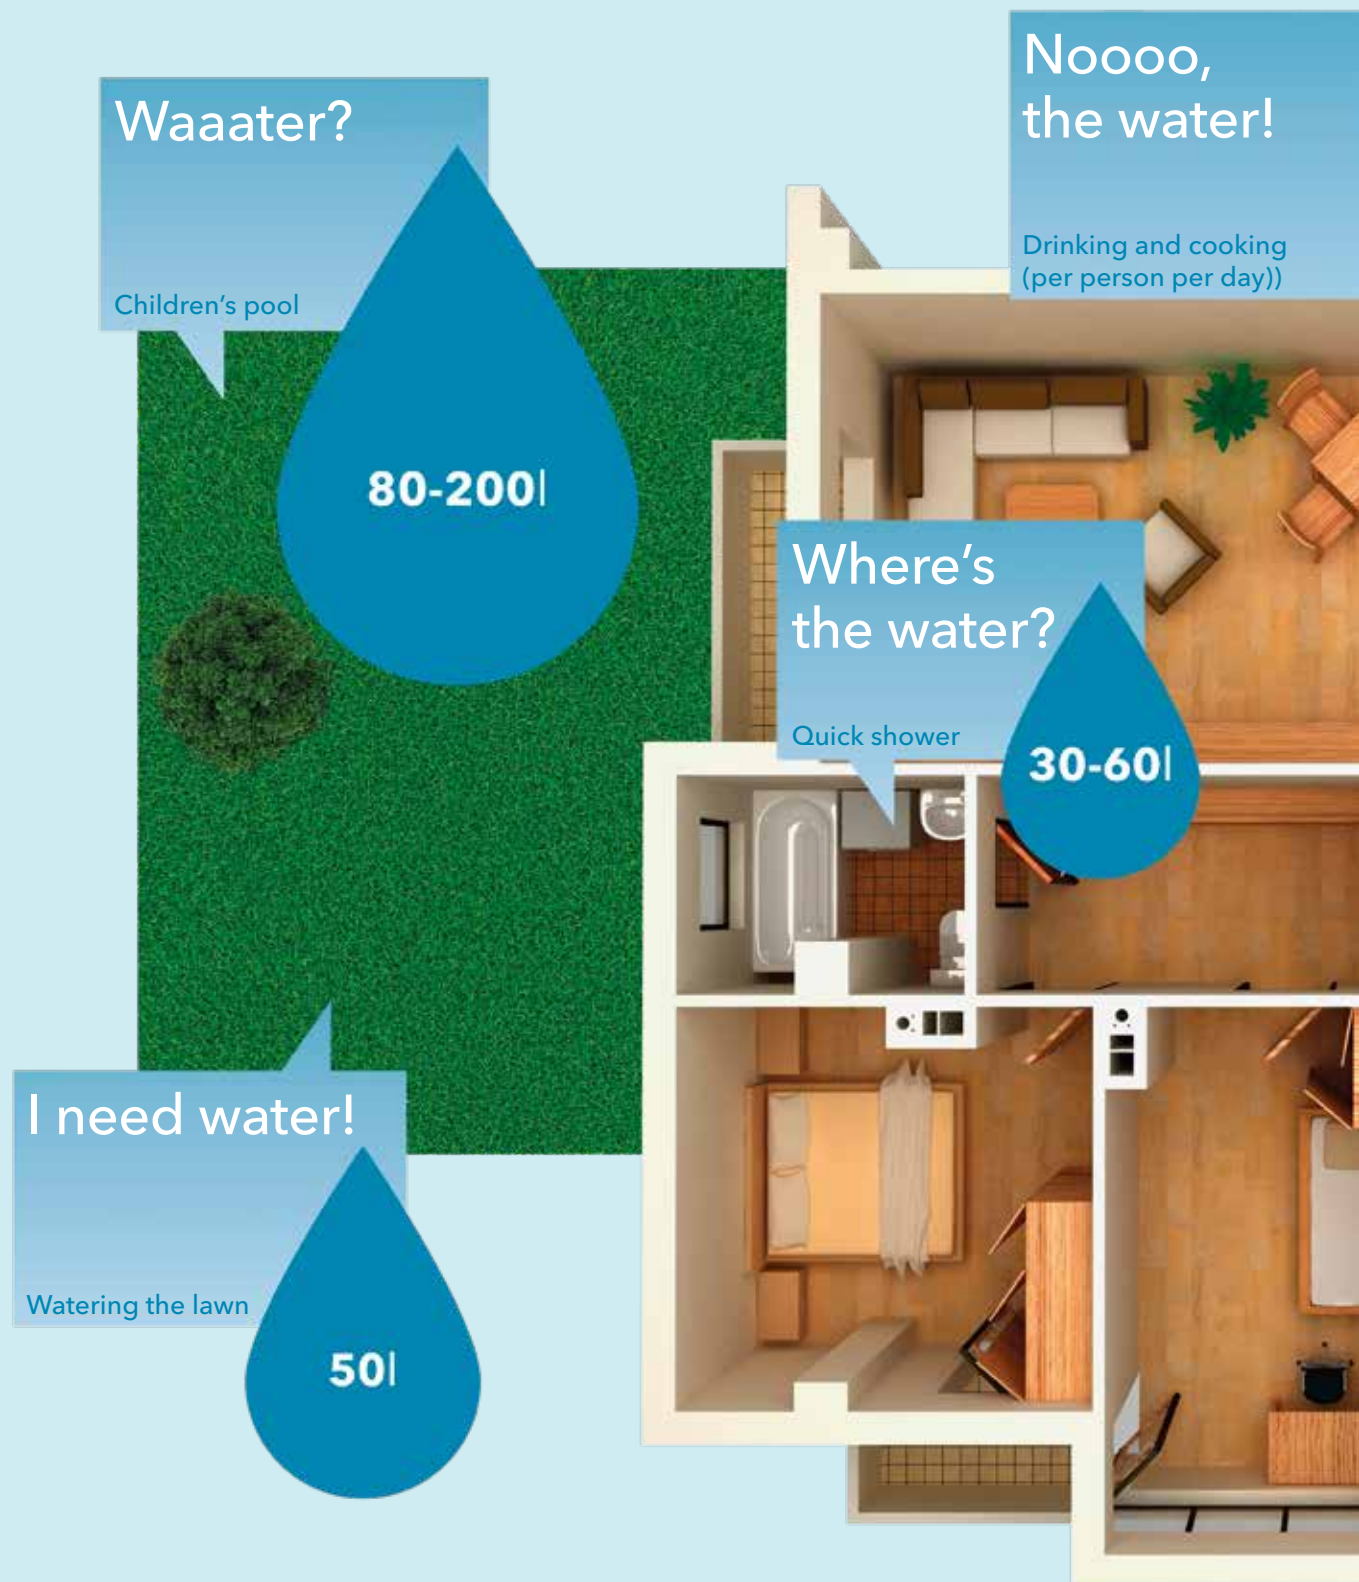 Waaater?
Children's pool
80-200l
Noooo,
the water!
Drinking and cooking
(per person per day))
Where's
the water?
Quick shower
30-60l
I need water!
Watering the lawn
50l